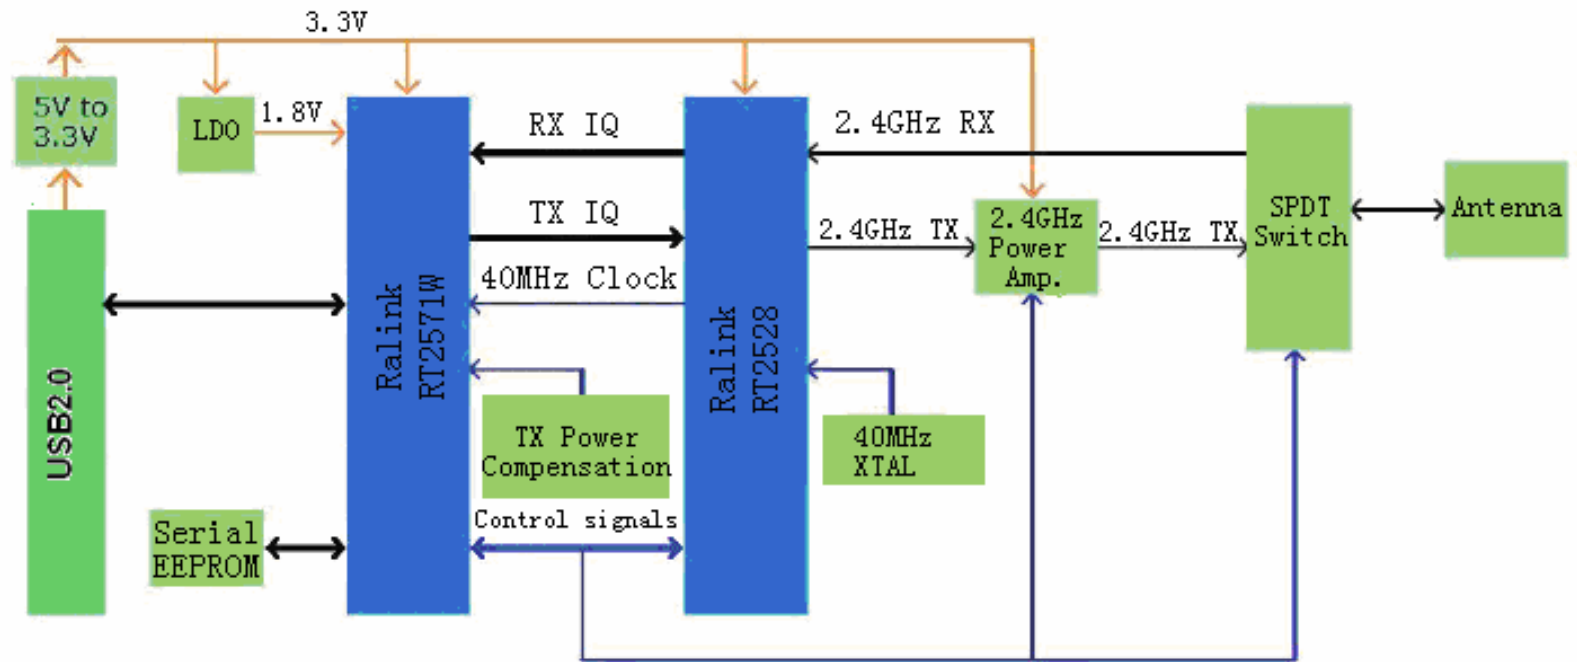 3.3V
5V to
3.3V
LDO
1.8V
RX IQ
2.4GHz RX
TX IQ
2.4GHz TX
2.4GHz
Power
Amp.
2.4GHz TX
SPDT
Switch
Antenna
40MHz Clock
Ralink
RT2571W
Ralink
RT2528
USB2.0
TX Power
Compensation
40MHz
XTAL
Control signals
Serial
EEPROM